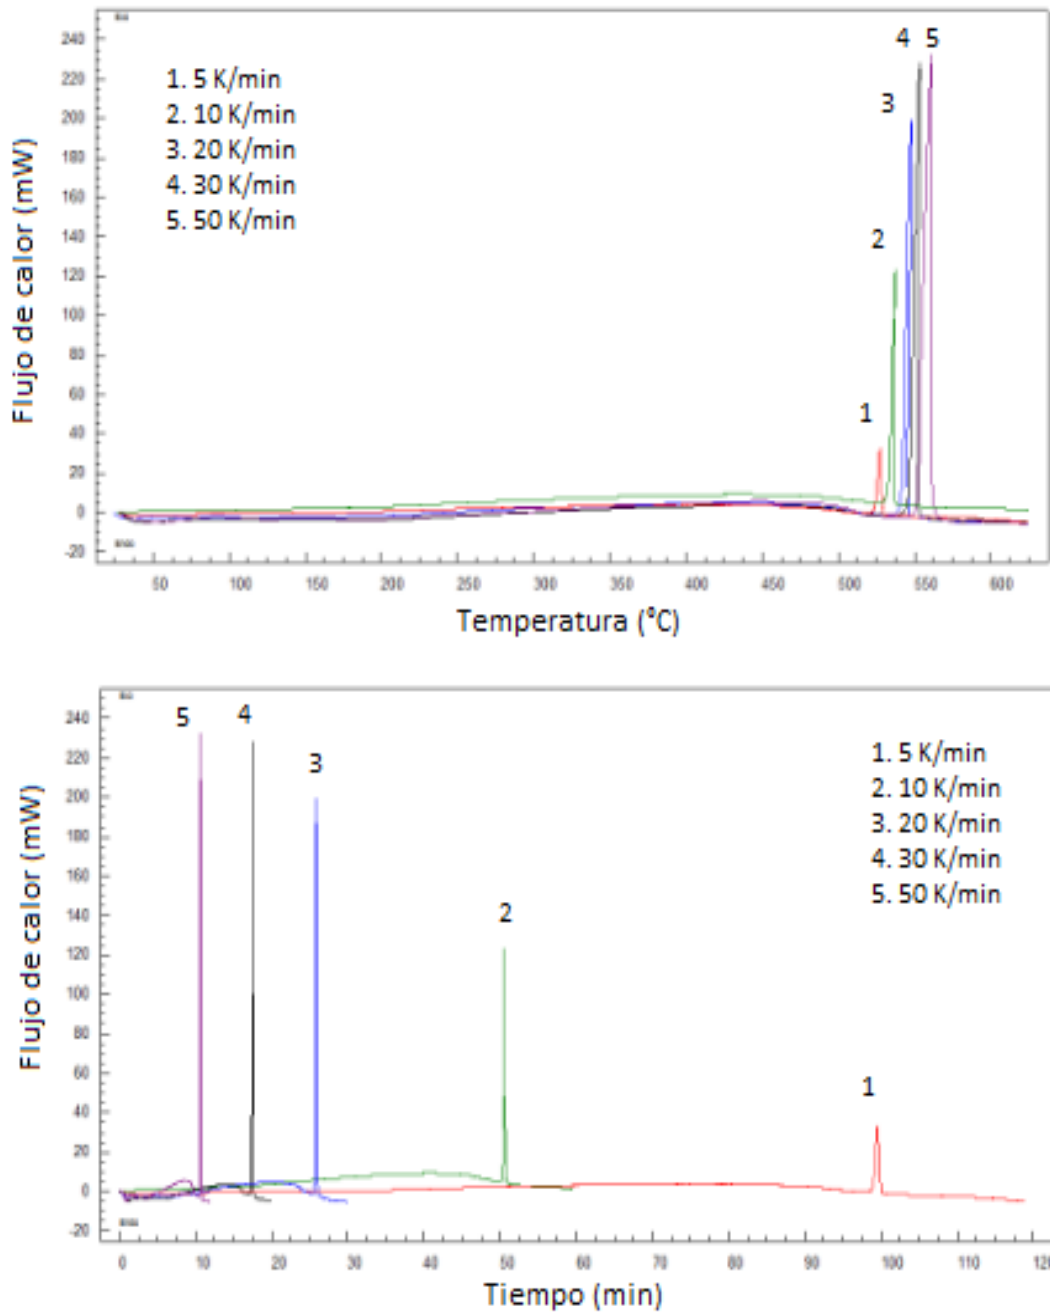 240
220
200
180
160
140
120
100
80
60
40
20
0
-20
Flujo de calor (mW)
1. 5 K/min
2. 10 K/min
3. 20 K/min
4. 30 K/min
5. 50 K/min
1
2
3
4
5
50 100 150 200 250 300 350 400 450 500 550 600
Temperatura (°C)
240
220
200
180
160
140
120
100
80
60
40
20
0
-20
Flujo de calor (mW)
5
4
3
2
1
1. 5 K/min
2. 10 K/min
3. 20 K/min
4. 30 K/min
5. 50 K/min
0 10 20 30 40 50 60 70 80 90 100 110 120
Tiempo (min)